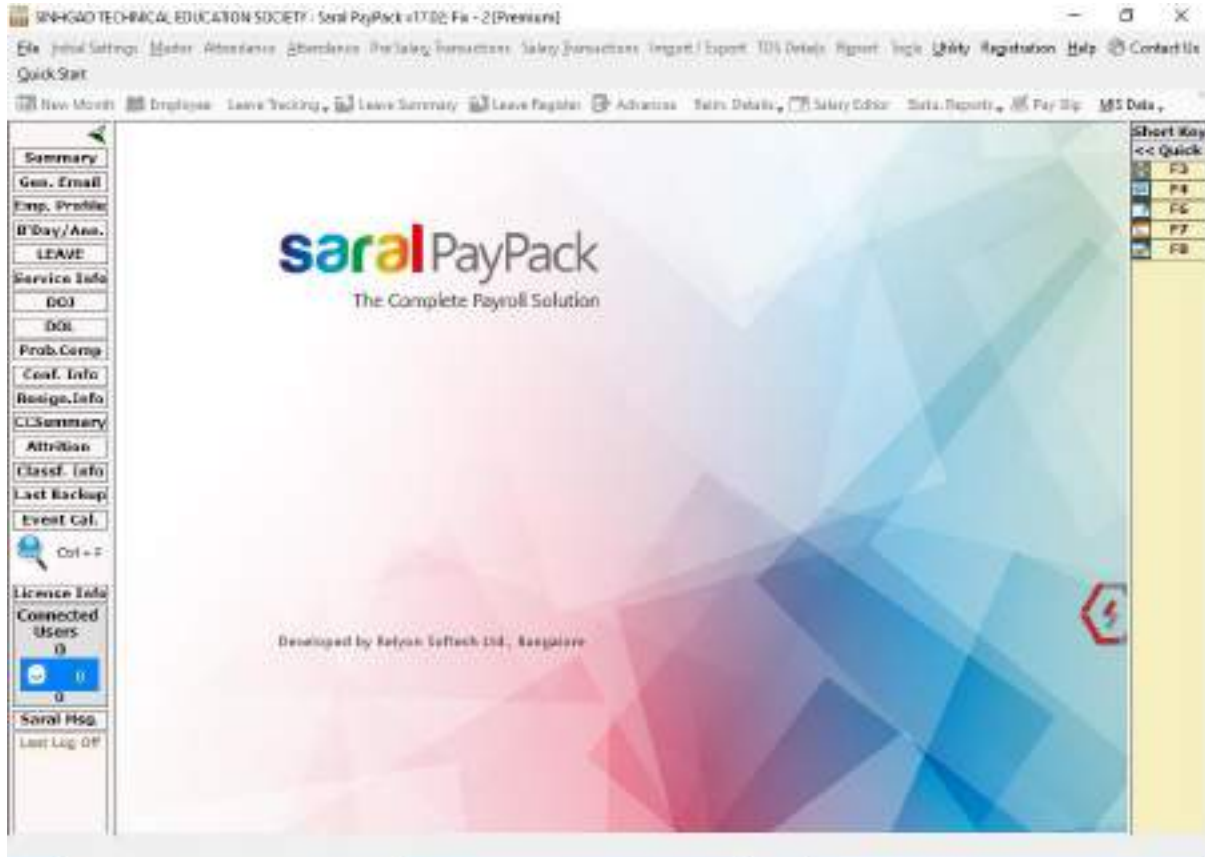 SINHGAD TECHNICAL EDUCATION SOCIETY : Saral PayPack v17.02: Fix - 2 [Premium]
File Initial Settings Master Attendance Attendance Pre Salary Transactions Salary Transactions Import / Export TDS Details Report Tools Utility Registration Help Contact Us
Quick Start
New Month Employee Leave Tracking Leave Summary Leave Register Advances Reim. Details Salary Editor Statu. Reports Pay Slip MIS Data
Summary
Gen. Email
Emp. Profile
B'Day/Ann.
LEAVE
Service Info
DOJ
DOL
Prob.Comp
Conf. Info
Resign.Info
CCSummary
Attrition
Classf. Info
Last Backup
Event Cal.
Ctrl + F
License Info
Connected
Users
0
0
0
Saral Msg.
Last Log Off
saral PayPack
The Complete Payroll Solution
Developed by Relyon Softech Ltd., Bangalore
Short Key
<< Quick
F3
F4
F6
F7
F8